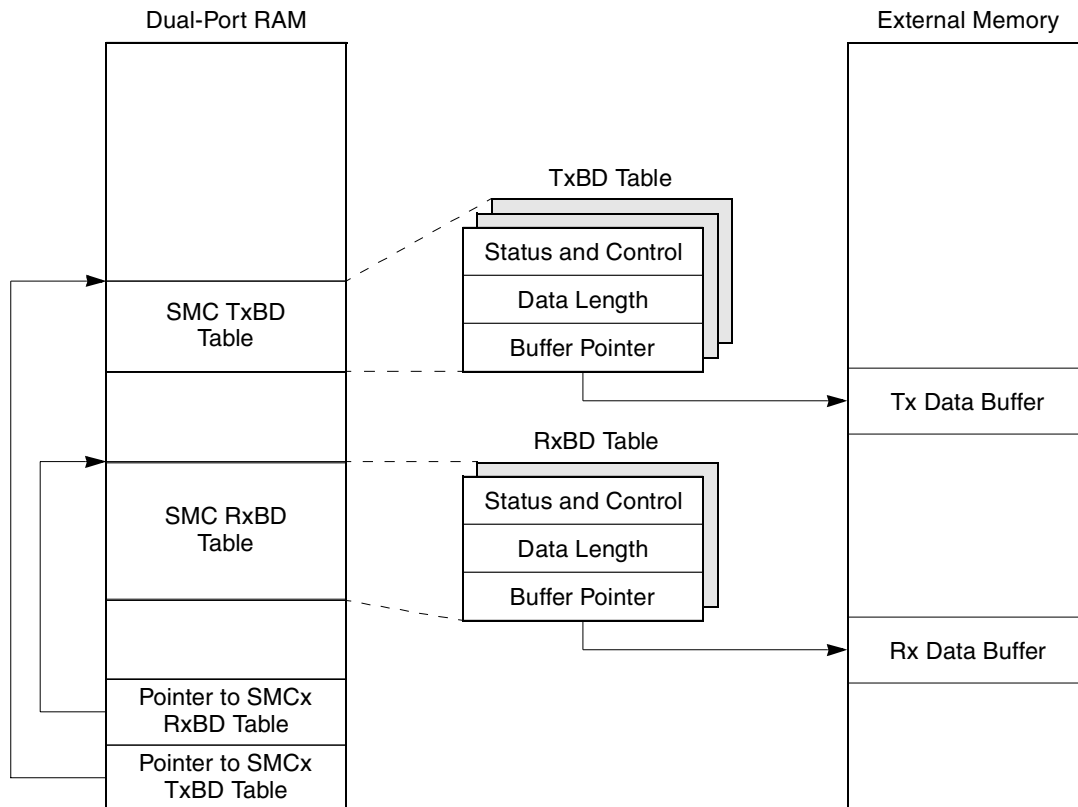 Dual-Port RAM
External Memory
TxBD Table
Status and Control
Data Length
Buffer Pointer
SMC TxBD
Table
Tx Data Buffer
RxBD Table
Status and Control
Data Length
Buffer Pointer
SMC RxBD
Table
Rx Data Buffer
Pointer to SMCx
RxBD Table
Pointer to SMCx
TxBD Table